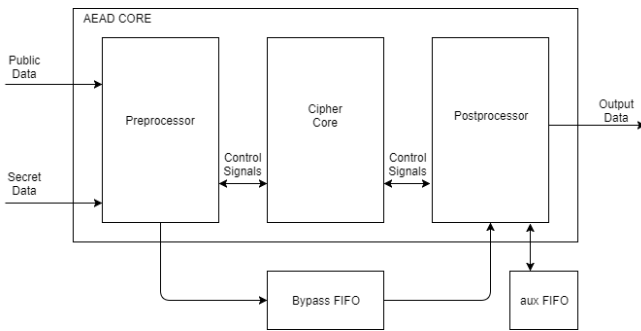 AEAD CORE
Public
Data
Secret
Data
Preprocessor
Control
Signals
Cipher
Core
Control
Signals
Postprocessor
Output
Data
Bypass FIFO
aux FIFO